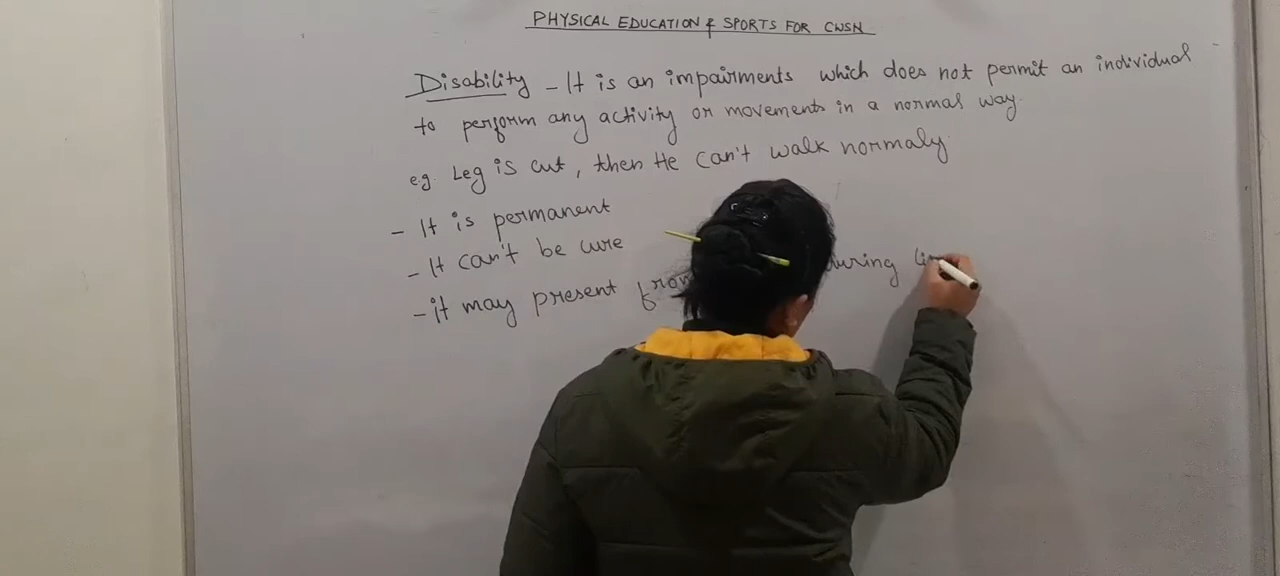 PHYSICAL EDUCATION & SPORTS FOR CWSN
Disability - It is an impairments which does not permit an individual
to perform any activity or movements in a normal way.
e.g. Leg is cut, then He can't walk normaly.
- It is permanent
- It can't be cure
- it may present during